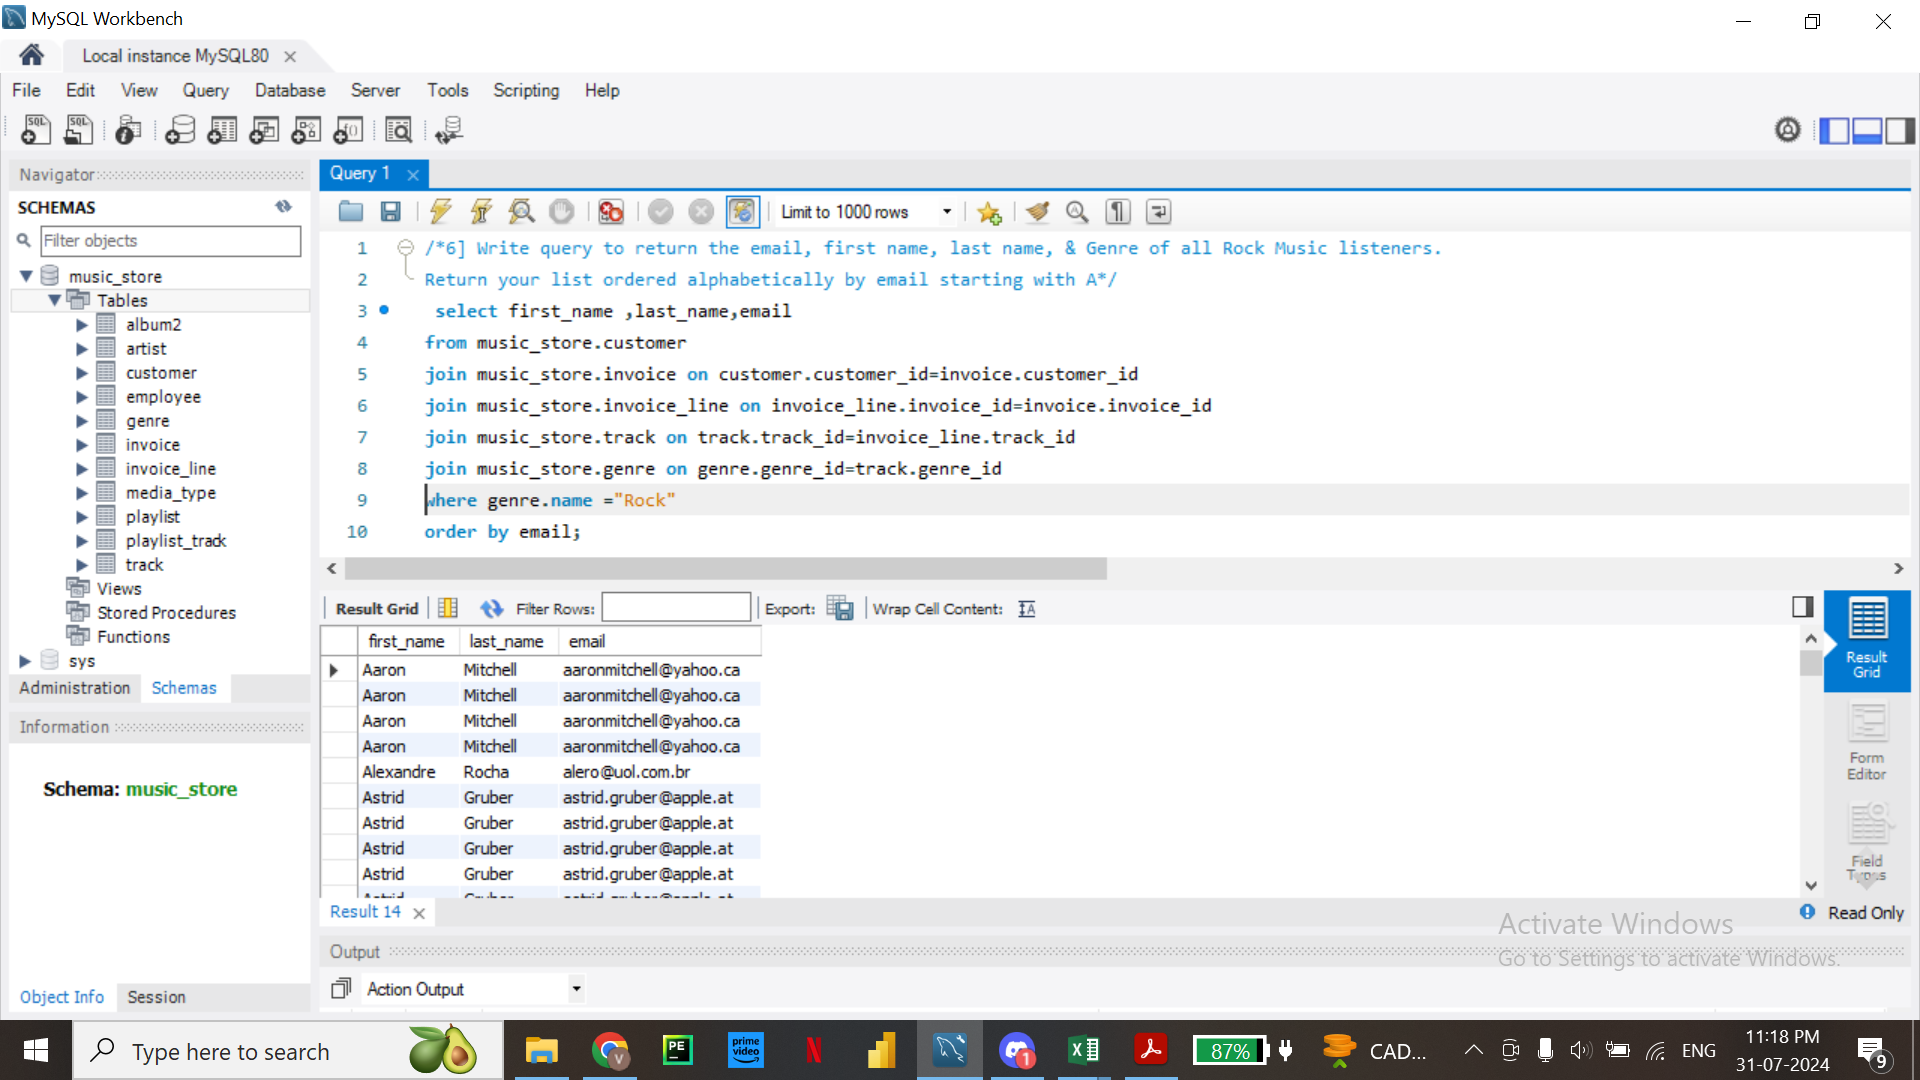 MySQL Workbench
Local instance MySQL80
File Edit View Query Database Server Tools Scripting Help
Navigator
SCHEMAS
Filter objects
music_store
Tables
album2
artist
customer
employee
genre
invoice
invoice_line
media_type
playlist
playlist_track
track
Views
Stored Procedures
Functions
sys
Administration Schemas
Information
Schema: music_store
Object Info Session
Query 1
Limit to 1000 rows
1 /*6] Write query to return the email, first name, last name, & Genre of all Rock Music listeners.
2 Return your list ordered alphabetically by email starting with A*/
3 select first_name ,last_name,email
4 from music_store.customer
5 join music_store.invoice on customer.customer_id=invoice.customer_id
6 join music_store.invoice_line on invoice_line.invoice_id=invoice.invoice_id
7 join music_store.track on track.track_id=invoice_line.track_id
8 join music_store.genre on genre.genre_id=track.genre_id
9 where genre.name ="Rock"
10 order by email;
Result Grid Filter Rows: Export: Wrap Cell Content:
first_name last_name email
Aaron Mitchell aaronmitchell@yahoo.ca
Aaron Mitchell aaronmitchell@yahoo.ca
Aaron Mitchell aaronmitchell@yahoo.ca
Aaron Mitchell aaronmitchell@yahoo.ca
Alexandre Rocha alero@uol.com.br
Astrid Gruber astrid.gruber@apple.at
Astrid Gruber astrid.gruber@apple.at
Astrid Gruber astrid.gruber@apple.at
Astrid Gruber astrid.gruber@apple.at
Result Grid
Form Editor
Field Types
Result 14
Read Only
Output
Action Output
Activate Windows
Go to Settings to activate Windows.
Type here to search
PE
prime video
N
V
1
87%
CAD...
ENG
11:18 PM
31-07-2024
9